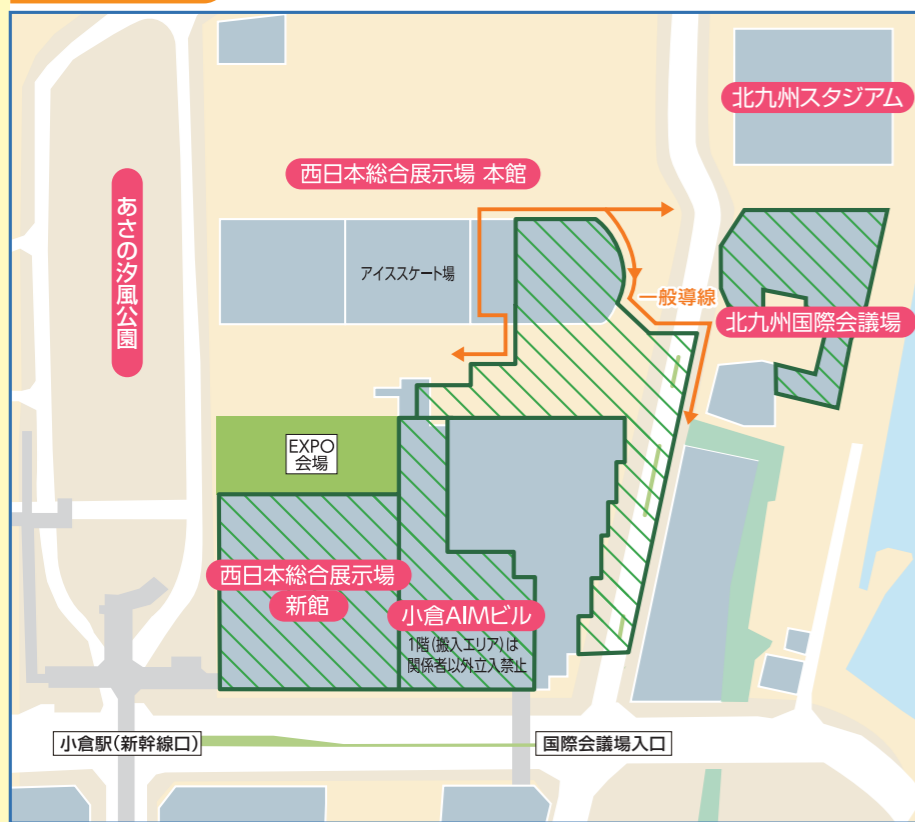 北九州スタジアム
西日本総合展示場 本館
あさの汐風公園
アイススケート場
一般導線
北九州国際会議場
EXPO
会場
西日本総合展示場
新館
小倉AIMビル
1階(搬入エリア)は
関係者以外立入禁止
小倉駅(新幹線口)
国際会議場入口